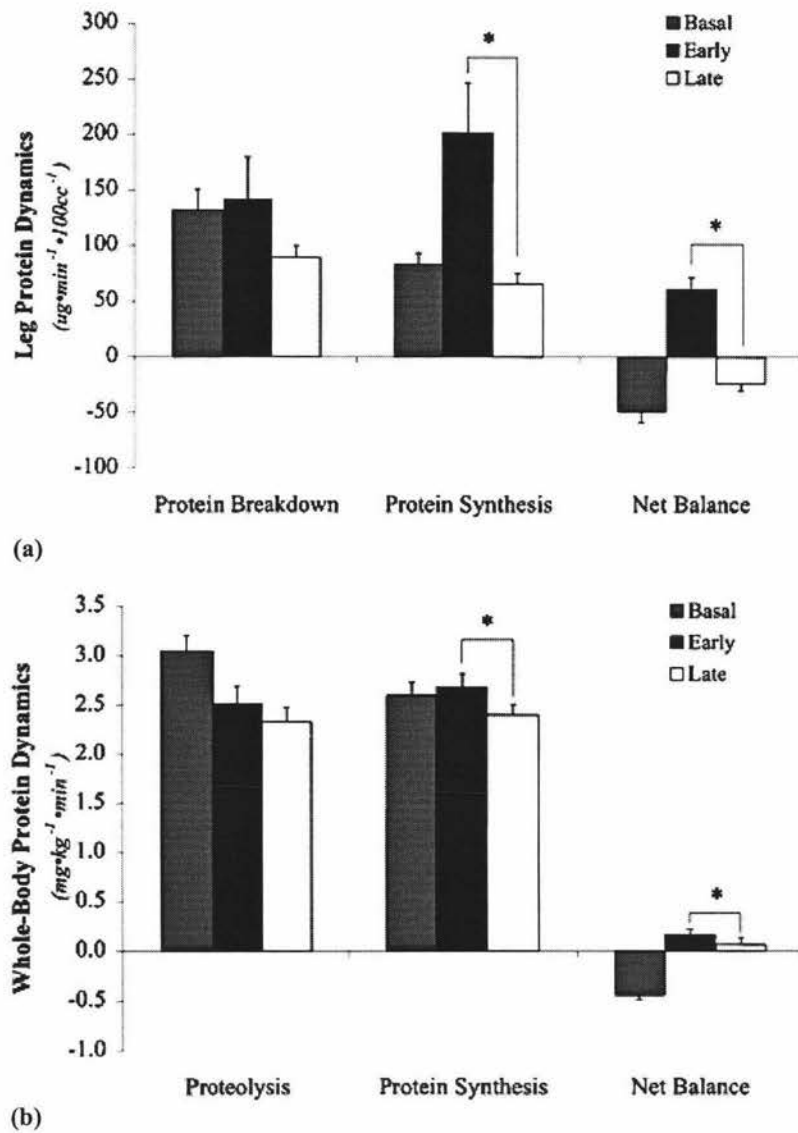 300
250
200
150
100
50
0
-50
-100
Leg Protein Dynamics
(ug•min⁻¹•100cc⁻¹)
*
*
Basal
Early
Late
Protein Breakdown Protein Synthesis Net Balance
(a)
3.5
3.0
2.5
2.0
1.5
1.0
0.5
0.0
-0.5
-1.0
Whole-Body Protein Dynamics
(mg•kg⁻¹•min⁻¹)
*
*
Basal
Early
Late
Proteolysis Protein Synthesis Net Balance
(b)